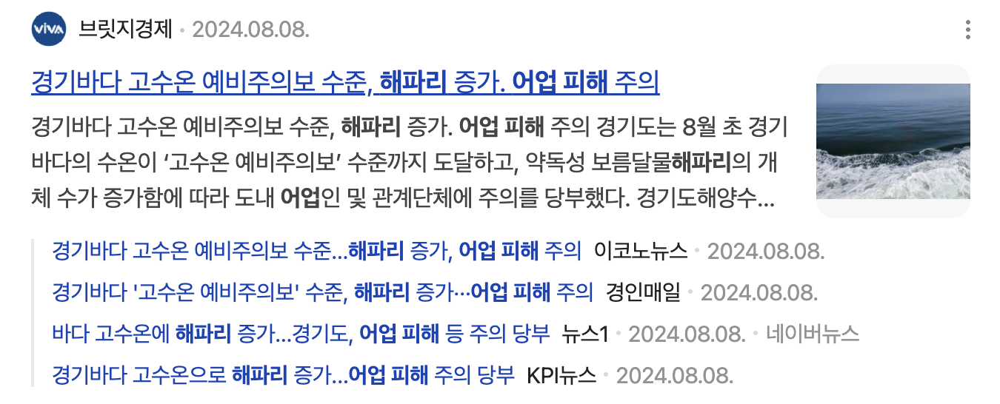 VIVA 브릿지경제 · 2024.08.08.
경기바다 고수온 예비주의보 수준, 해파리 증가. 어업 피해 주의
경기바다 고수온 예비주의보 수준, 해파리 증가. 어업 피해 주의 경기도는 8월 초 경기
바다의 수온이 ‘고수온 예비주의보’ 수준까지 도달하고, 약독성 보름달물해파리의 개
체 수가 증가함에 따라 도내 어업인 및 관계단체에 주의를 당부했다. 경기도해양수...
경기바다 고수온 예비주의보 수준...해파리 증가, 어업 피해 주의 이코노뉴스 · 2024.08.08.
경기바다 '고수온 예비주의보' 수준, 해파리 증가…어업 피해 주의 경인매일 · 2024.08.08.
바다 고수온에 해파리 증가...경기도, 어업 피해 등 주의 당부 뉴스1 · 2024.08.08. · 네이버뉴스
경기바다 고수온으로 해파리 증가...어업 피해 주의 당부 KPI뉴스 · 2024.08.08.